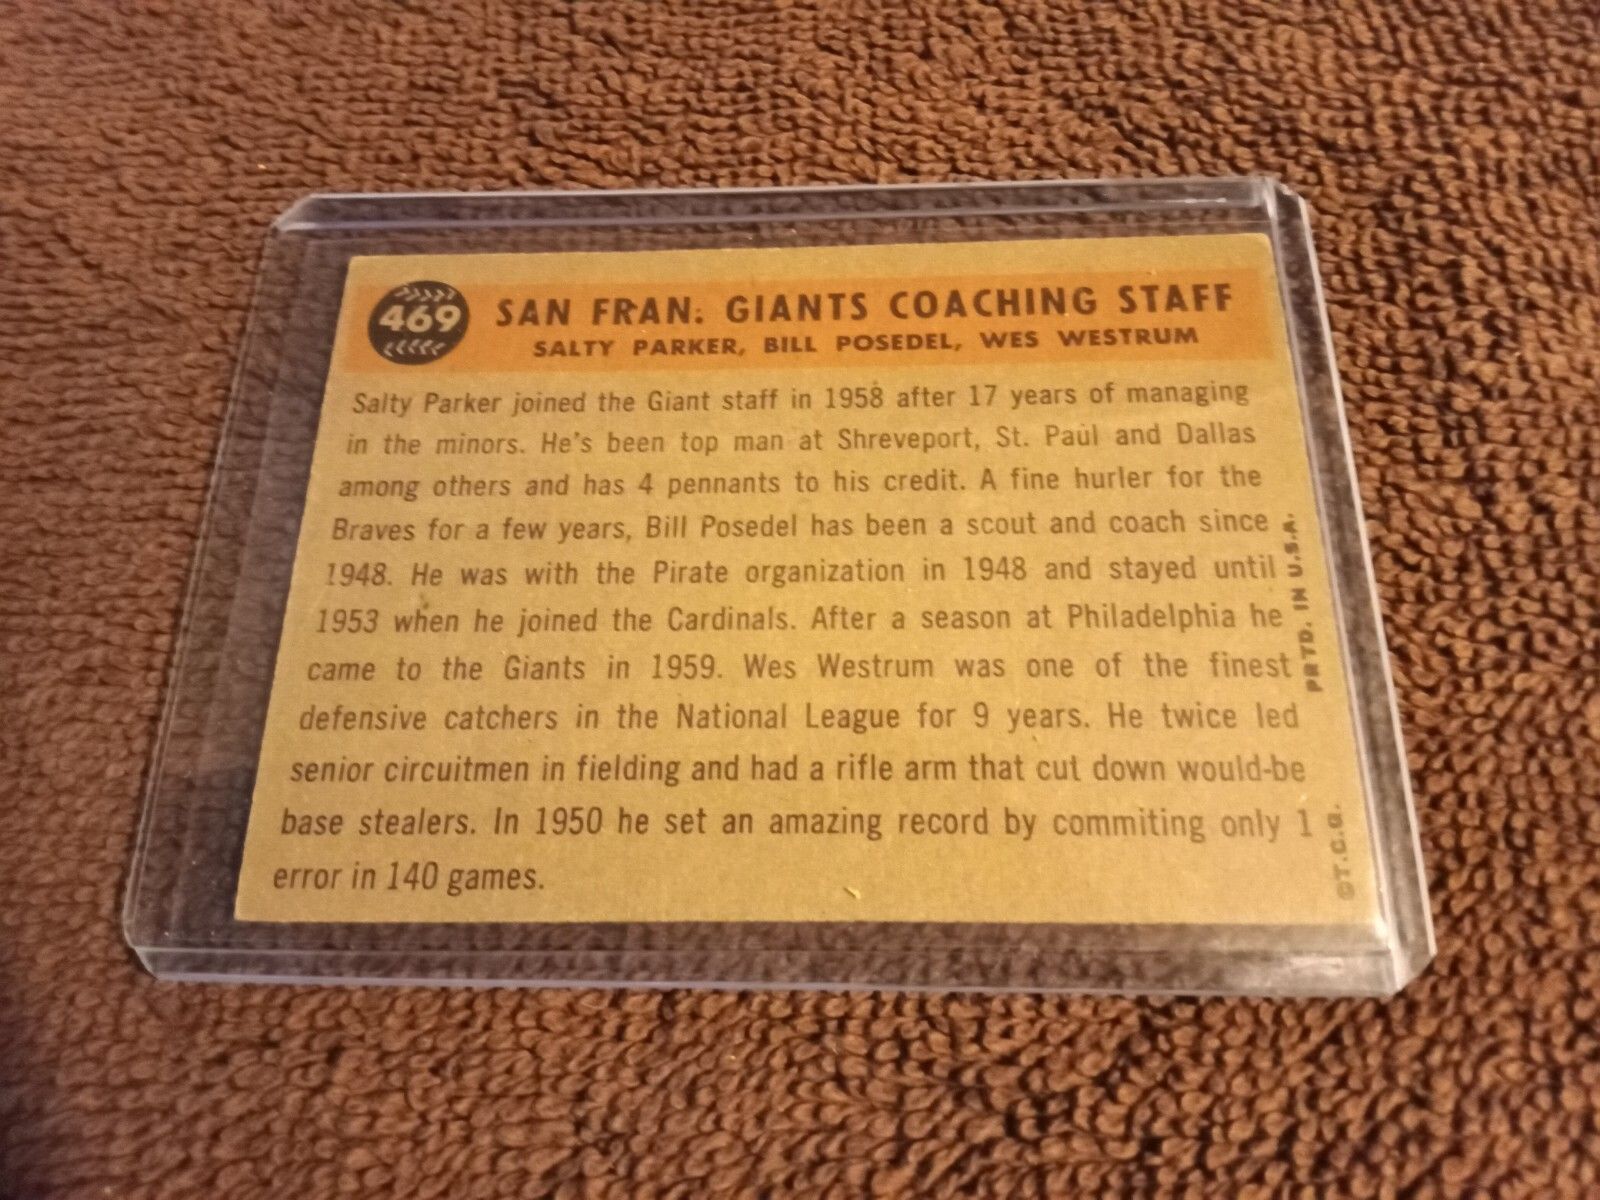 469
SAN FRAN. GIANTS COACHING STAFF
SALTY PARKER, BILL POSEDEL, WES WESTRUM
Salty Parker joined the Giant staff in 1958 after 17 years of managing
in the minors. He's been top man at Shreveport, St. Paul and Dallas
among others and has 4 pennants to his credit. A fine hurler for the
Braves for a few years, Bill Posedel has been a scout and coach since
1948. He was with the Pirate organization in 1948 and stayed until
1953 when he joined the Cardinals. After a season at Philadelphia he
came to the Giants in 1959. Wes Westrum was one of the finest
defensive catchers in the National League for 9 years. He twice led
senior circuitmen in fielding and had a rifle arm that cut down would-be
base stealers. In 1950 he set an amazing record by commiting only 1
error in 140 games.
©T.C.G.
PRTD. IN U.S.A.